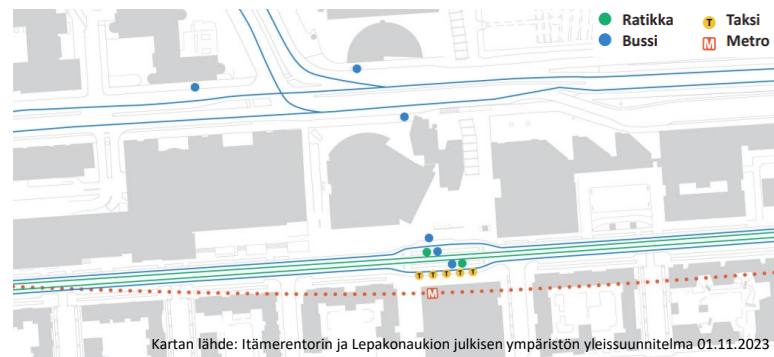 Ratikka
Bussi
T Taksi
M Metro
T T T T T
M
Kartan lähde: Itämerentorin ja Lepakonaukion julkisen ympäristön yleissuunnitelma 01.11.2023